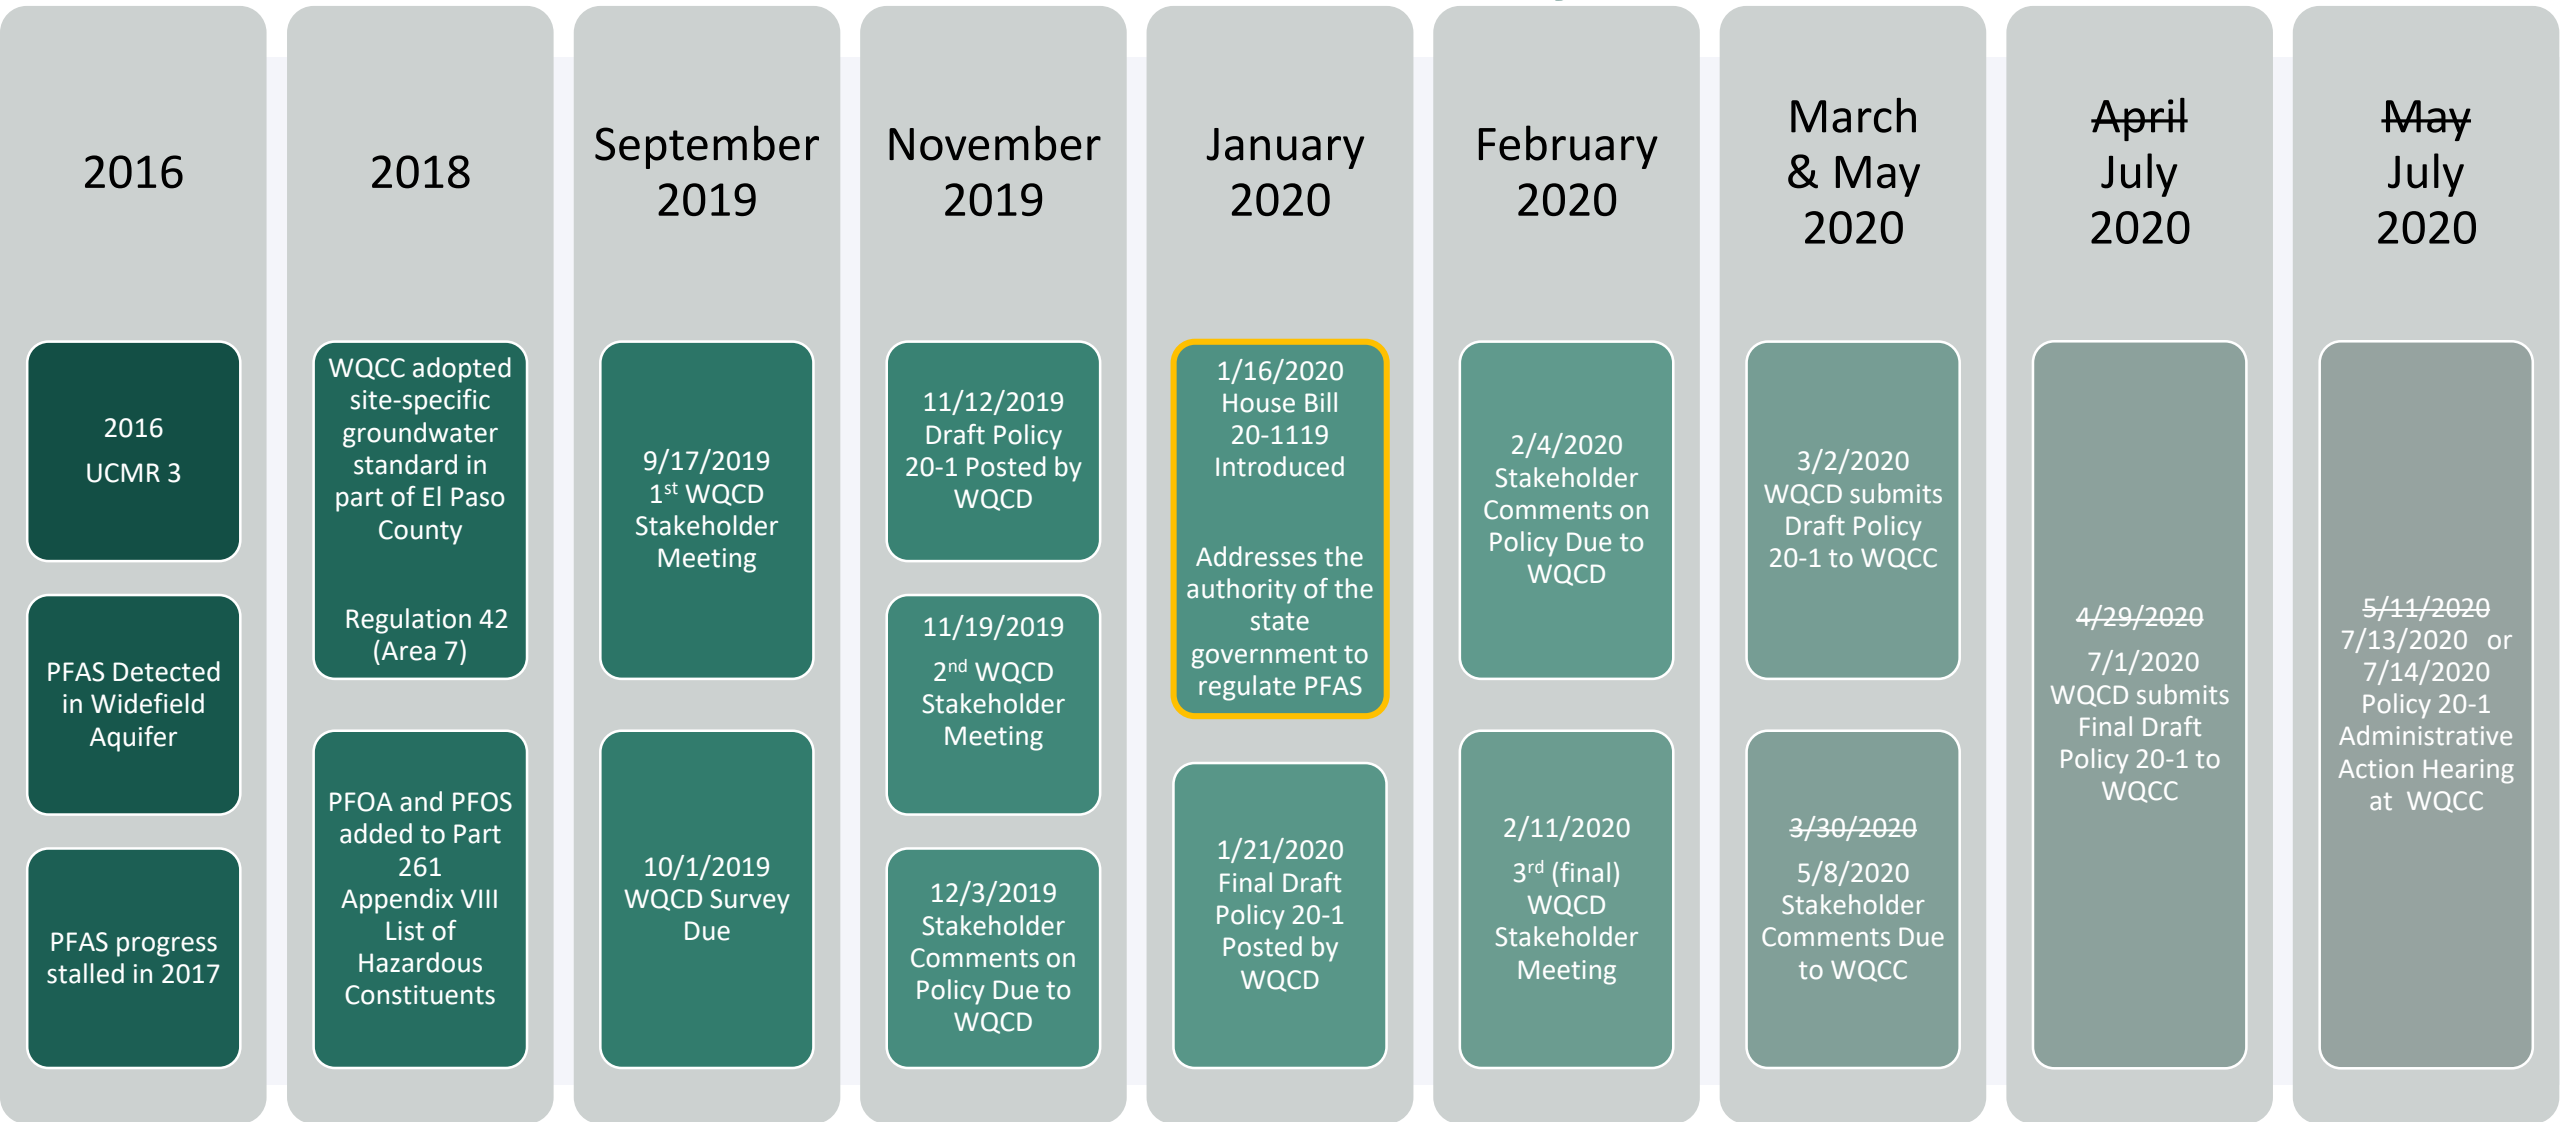 2016
2016
UCMR 3
PFAS Detected
in Widefield
Aquifer
PFAS progress
stalled in 2017
2018
WQCC adopted
site-specific
groundwater
standard in
part of El Paso
County
Regulation 42
(Area 7)
PFOA and PFOS
added to Part
261
Appendix VIII
List of
Hazardous
Constituents
September
2019
9/17/2019
1st WQCD
Stakeholder
Meeting
10/1/2019
WQCD Survey
Due
November
2019
11/12/2019
Draft Policy
20-1 Posted by
WQCD
11/19/2019
2nd WQCD
Stakeholder
Meeting
12/3/2019
Stakeholder
Comments on
Policy Due to
WQCD
January
2020
1/16/2020
House Bill
20-1119
Introduced
Addresses the
authority of the
state
government to
regulate PFAS
1/21/2020
Final Draft
Policy 20-1
Posted by
WQCD
February
2020
2/4/2020
Stakeholder
Comments on
Policy Due to
WQCD
2/11/2020
3rd (final)
WQCD
Stakeholder
Meeting
March
& May
2020
3/2/2020
WQCD submits
Draft Policy
20-1 to WQCC
3/30/2020
5/8/2020
Stakeholder
Comments Due
to WQCC
April
July
2020
4/29/2020
7/1/2020
WQCD submits
Final Draft
Policy 20-1 to
WQCC
May
July
2020
5/11/2020
7/13/2020 or
7/14/2020
Policy 20-1
Administrative
Action Hearing
at WQCC